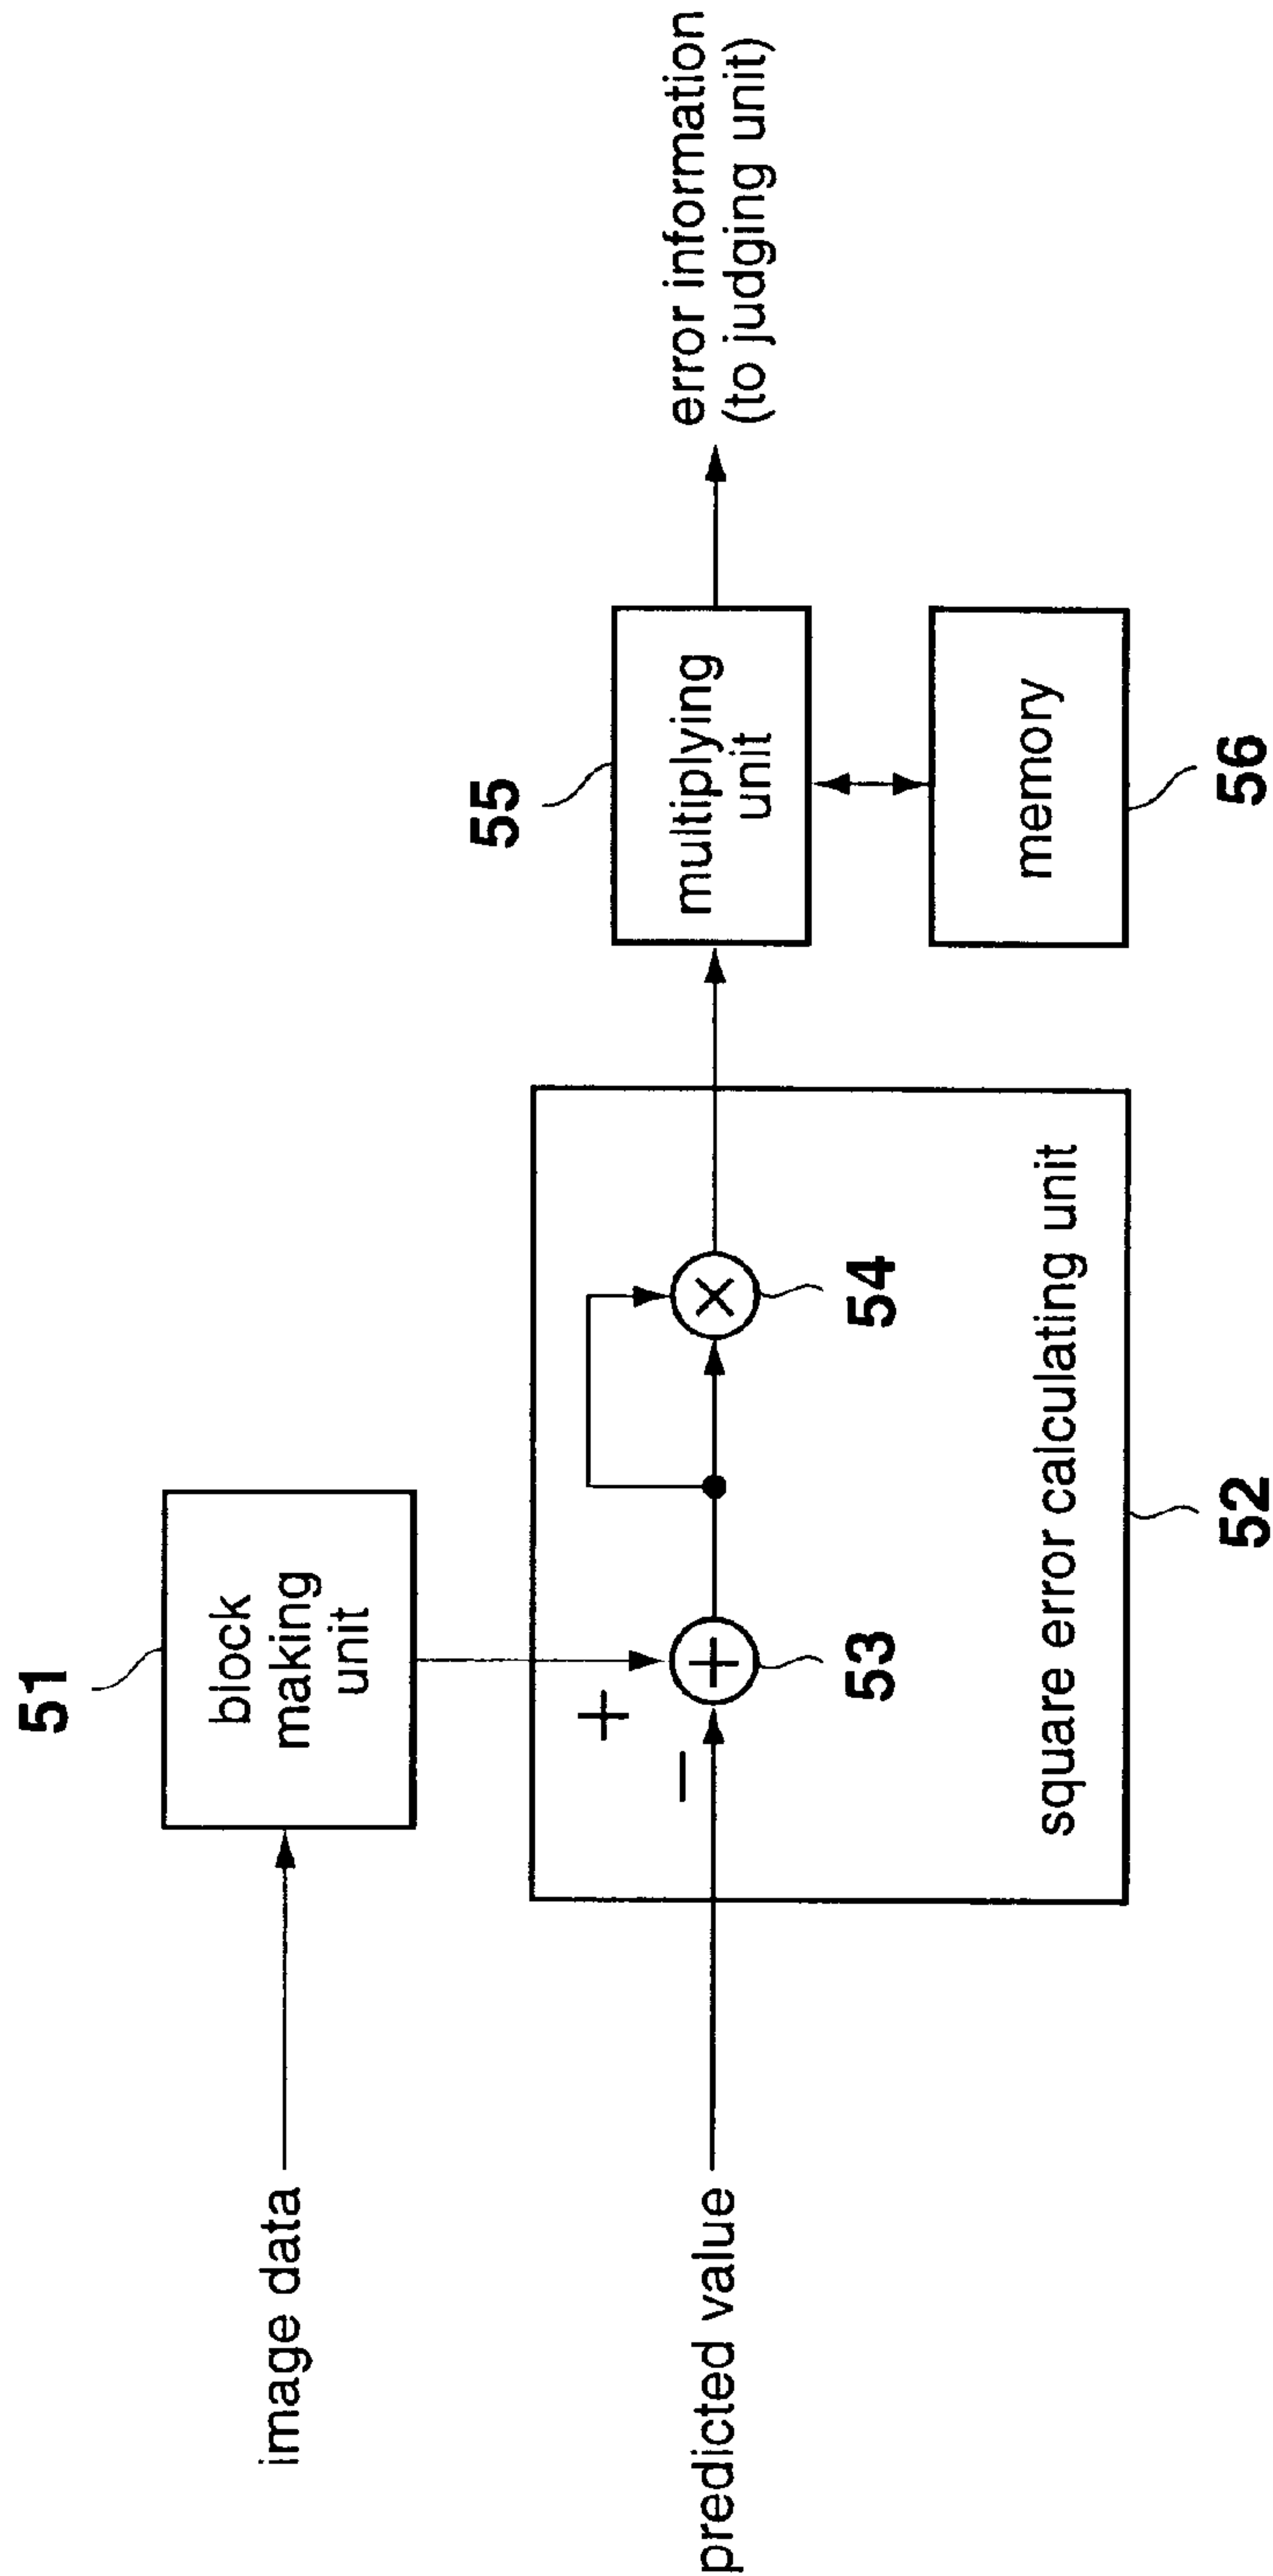 51
image data
block
making
unit
predicted value
+
−
+
53
×
54
square error calculating unit
52
55
multiplying
unit
memory
56
error information
(to judging unit)